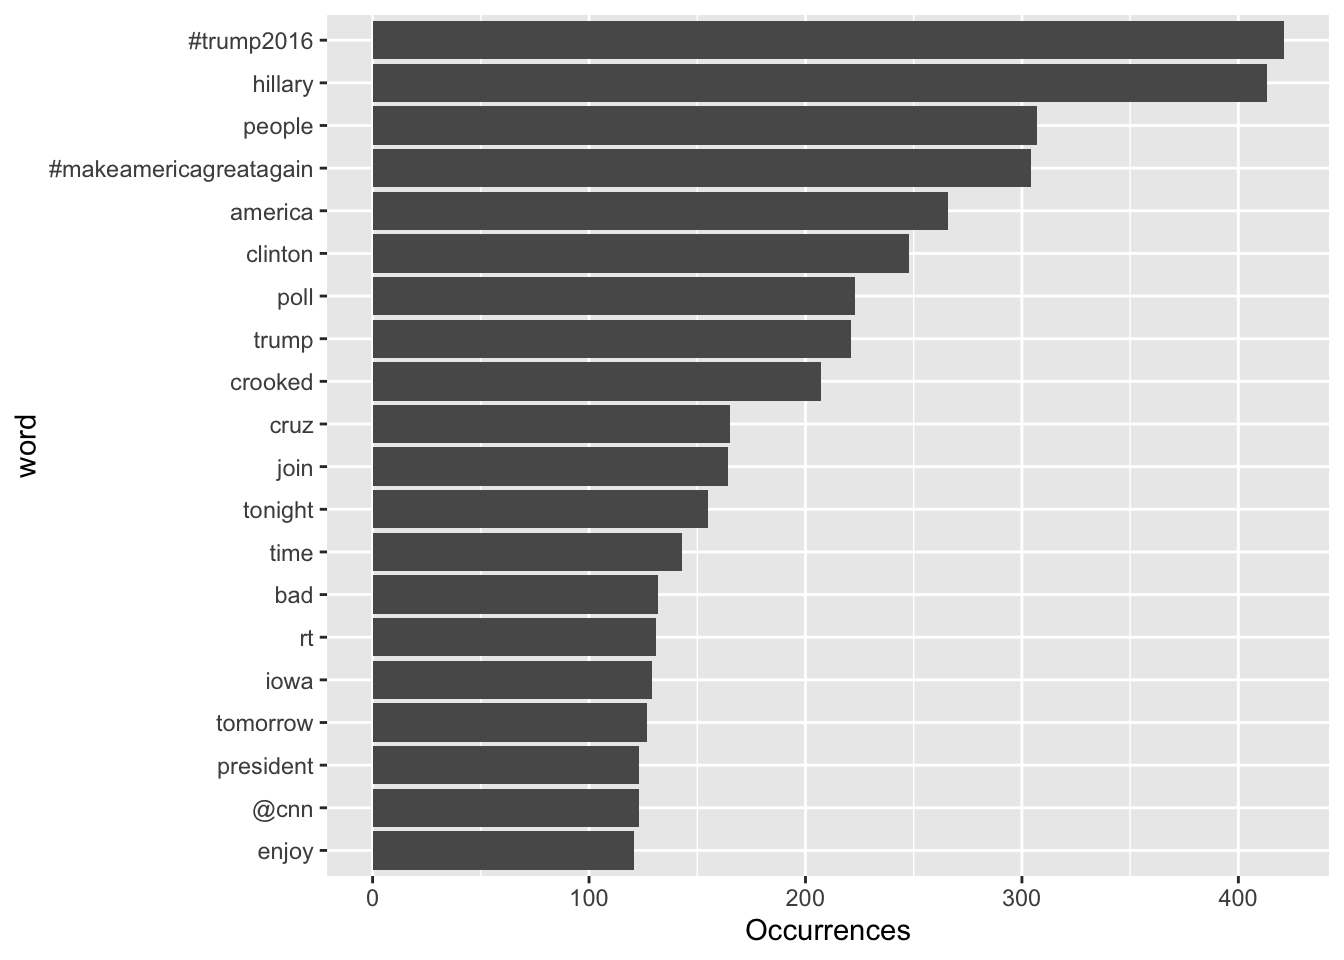 #trump2016
hillary
people
#makeamericagreatagain
america
clinton
poll
trump
crooked
cruz
join
tonight
time
bad
rt
iowa
tomorrow
president
@cnn
enjoy
word
0 100 200 300 400
Occurrences